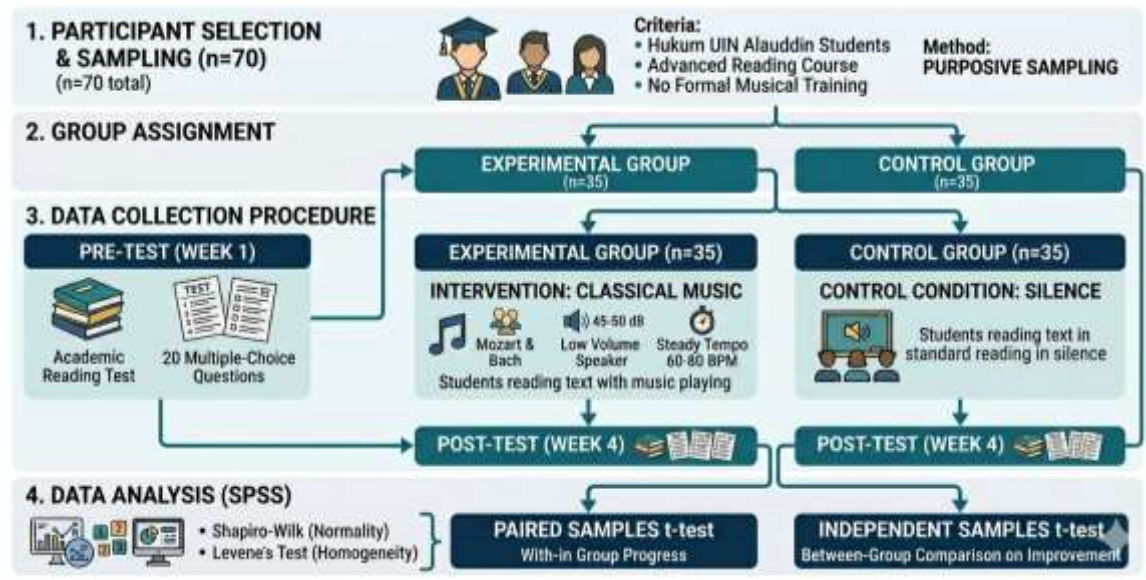 1. PARTICIPANT SELECTION
& SAMPLING (n=70)
(n=70 total)
Criteria:
• Hukum UIN Alauddin Students
• Advanced Reading Course
• No Formal Musical Training
Method:
PURPOSIVE SAMPLING
2. GROUP ASSIGNMENT
EXPERIMENTAL GROUP
(n=35)
CONTROL GROUP
(n=35)
3. DATA COLLECTION PROCEDURE
PRE-TEST (WEEK 1)
TEST
Academic
Reading Test
20 Multiple-Choice
Questions
EXPERIMENTAL GROUP (n=35)
INTERVENTION: CLASSICAL MUSIC
Mozart &
Bach
45-50 dB
Low Volume
Speaker
Steady Tempo
60-80 BPM
Students reading text with music playing
CONTROL GROUP (n=35)
CONTROL CONDITION: SILENCE
Students reading text in
standard reading in silence
POST-TEST (WEEK 4)
POST-TEST (WEEK 4)
4. DATA ANALYSIS (SPSS)
• Shapiro-Wilk (Normality)
• Levene's Test (Homogeneity)
PAIRED SAMPLES t-test
With-in Group Progress
INDEPENDENT SAMPLES t-test
Between-Group Comparison on Improvement